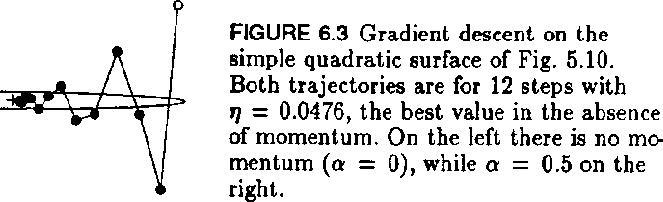 FIGURE 6.3 Gradient descent on the
simple quadratic surface of Fig. 5.10.
Both trajectories are for 12 steps with
η = 0.0476, the best value in the absence
of momentum. On the left there is no mo-
mentum (α = 0), while α = 0.5 on the
right.